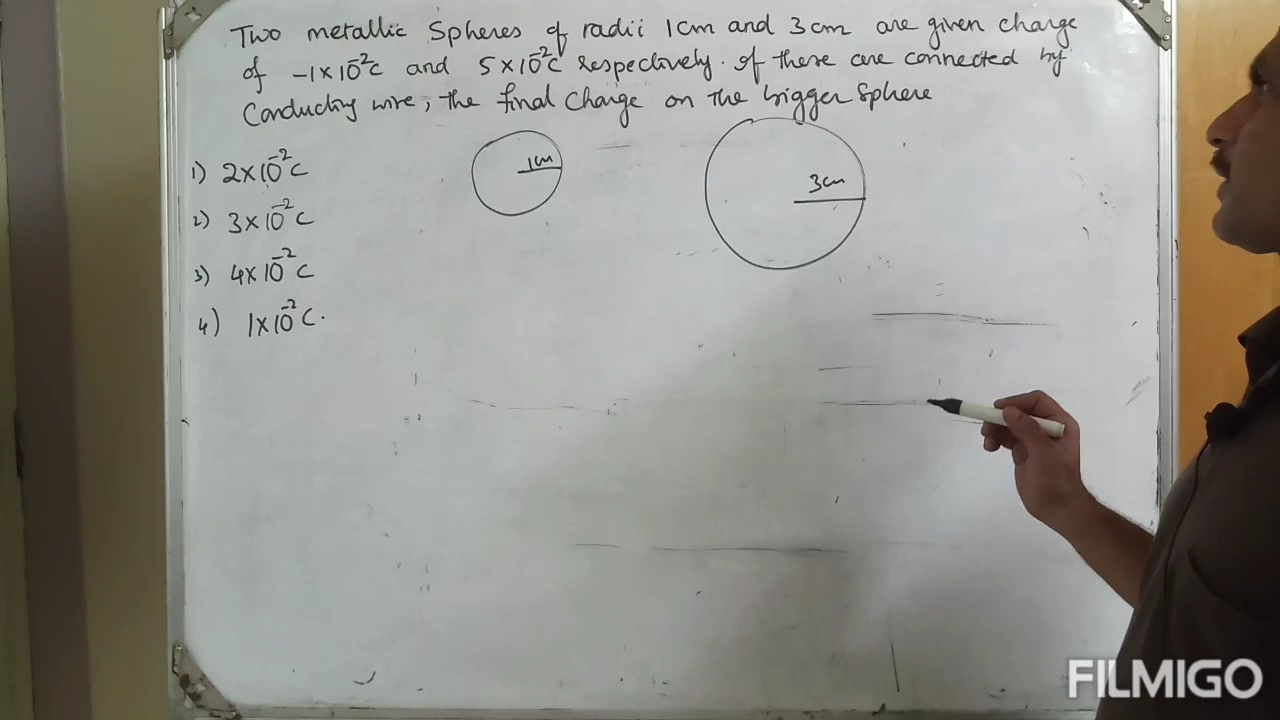 Two metallic Spheres of radii 1cm and 3cm are given charge
of -1×10⁻²C and 5×10⁻²C respectively. If these are connected by
Conducting wire, the final Charge on the bigger Sphere
1) 2×10⁻²C
2) 3×10⁻²C
3) 4×10⁻²C
4) 1×10⁻²C.
1cm
3cm
FILMIGO